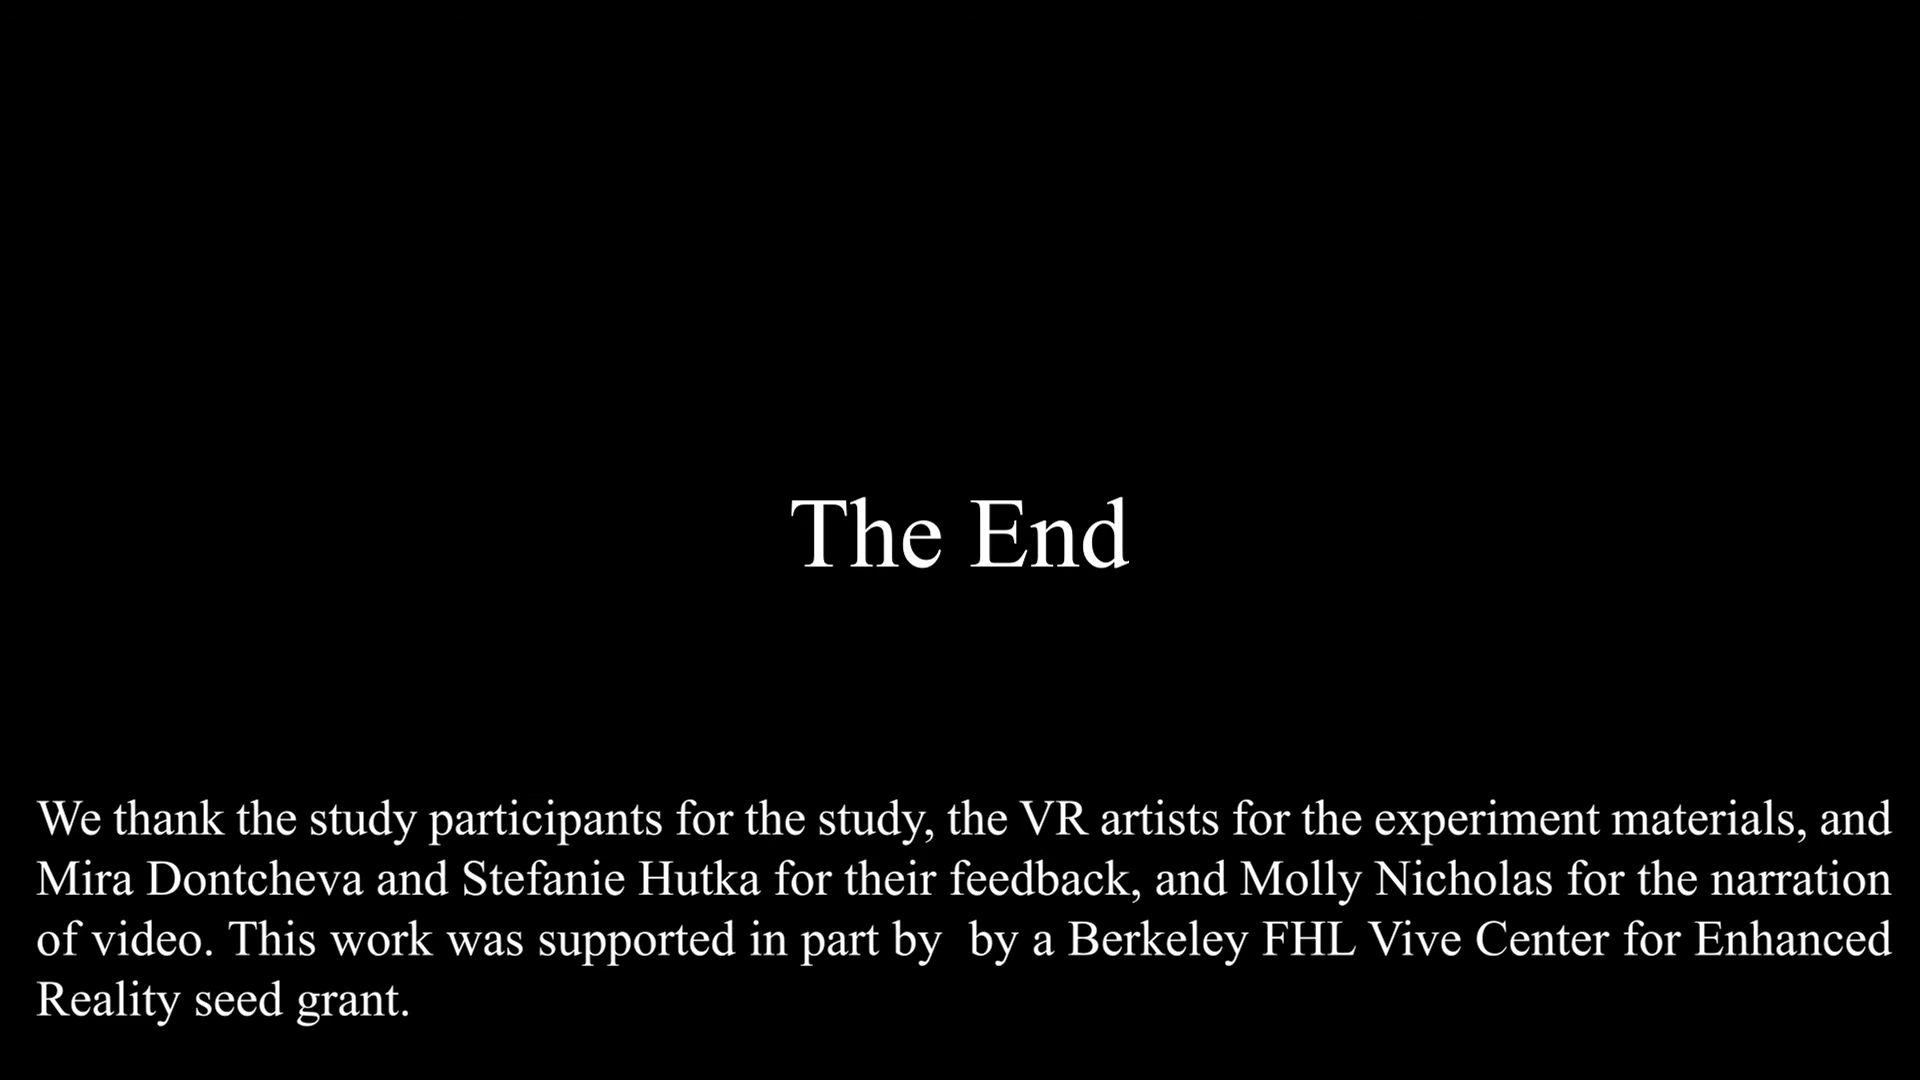 The End
We thank the study participants for the study, the VR artists for the experiment materials, and
Mira Dontcheva and Stefanie Hutka for their feedback, and Molly Nicholas for the narration
of video. This work was supported in part by  by a Berkeley FHL Vive Center for Enhanced
Reality seed grant.